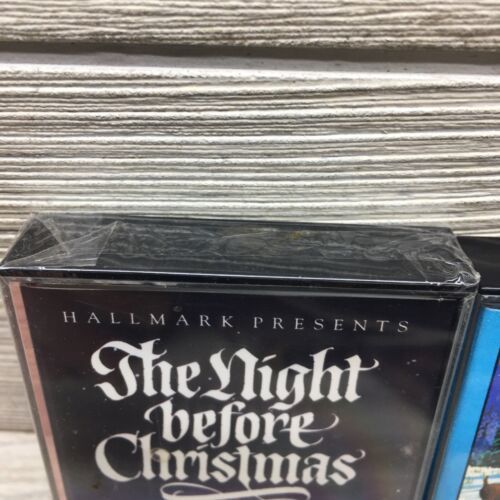 HALLMARK PRESENTS
The Night
before
Christmas